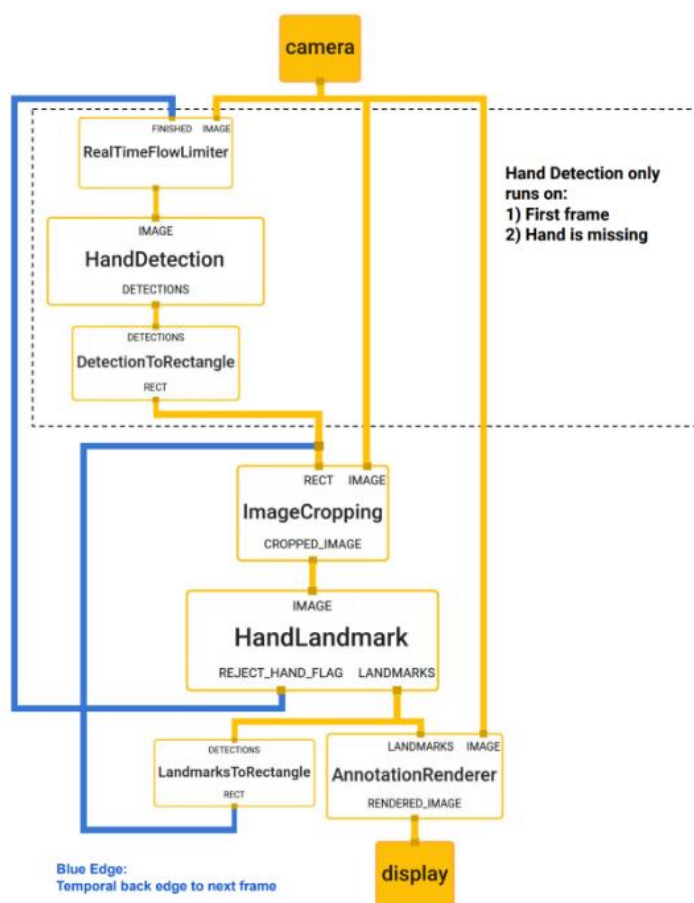 camera
FINISHED IMAGE
RealTimeFlowLimiter
Hand Detection only
runs on:
1) First frame
2) Hand is missing
IMAGE
HandDetection
DETECTIONS
DETECTIONS
DetectionToRectangle
RECT
RECT IMAGE
ImageCropping
CROPPED_IMAGE
IMAGE
HandLandmark
REJECT_HAND_FLAG LANDMARKS
DETECTIONS
LandmarksToRectangle
RECT
LANDMARKS IMAGE
AnnotationRenderer
RENDERED_IMAGE
display
Blue Edge:
Temporal back edge to next frame